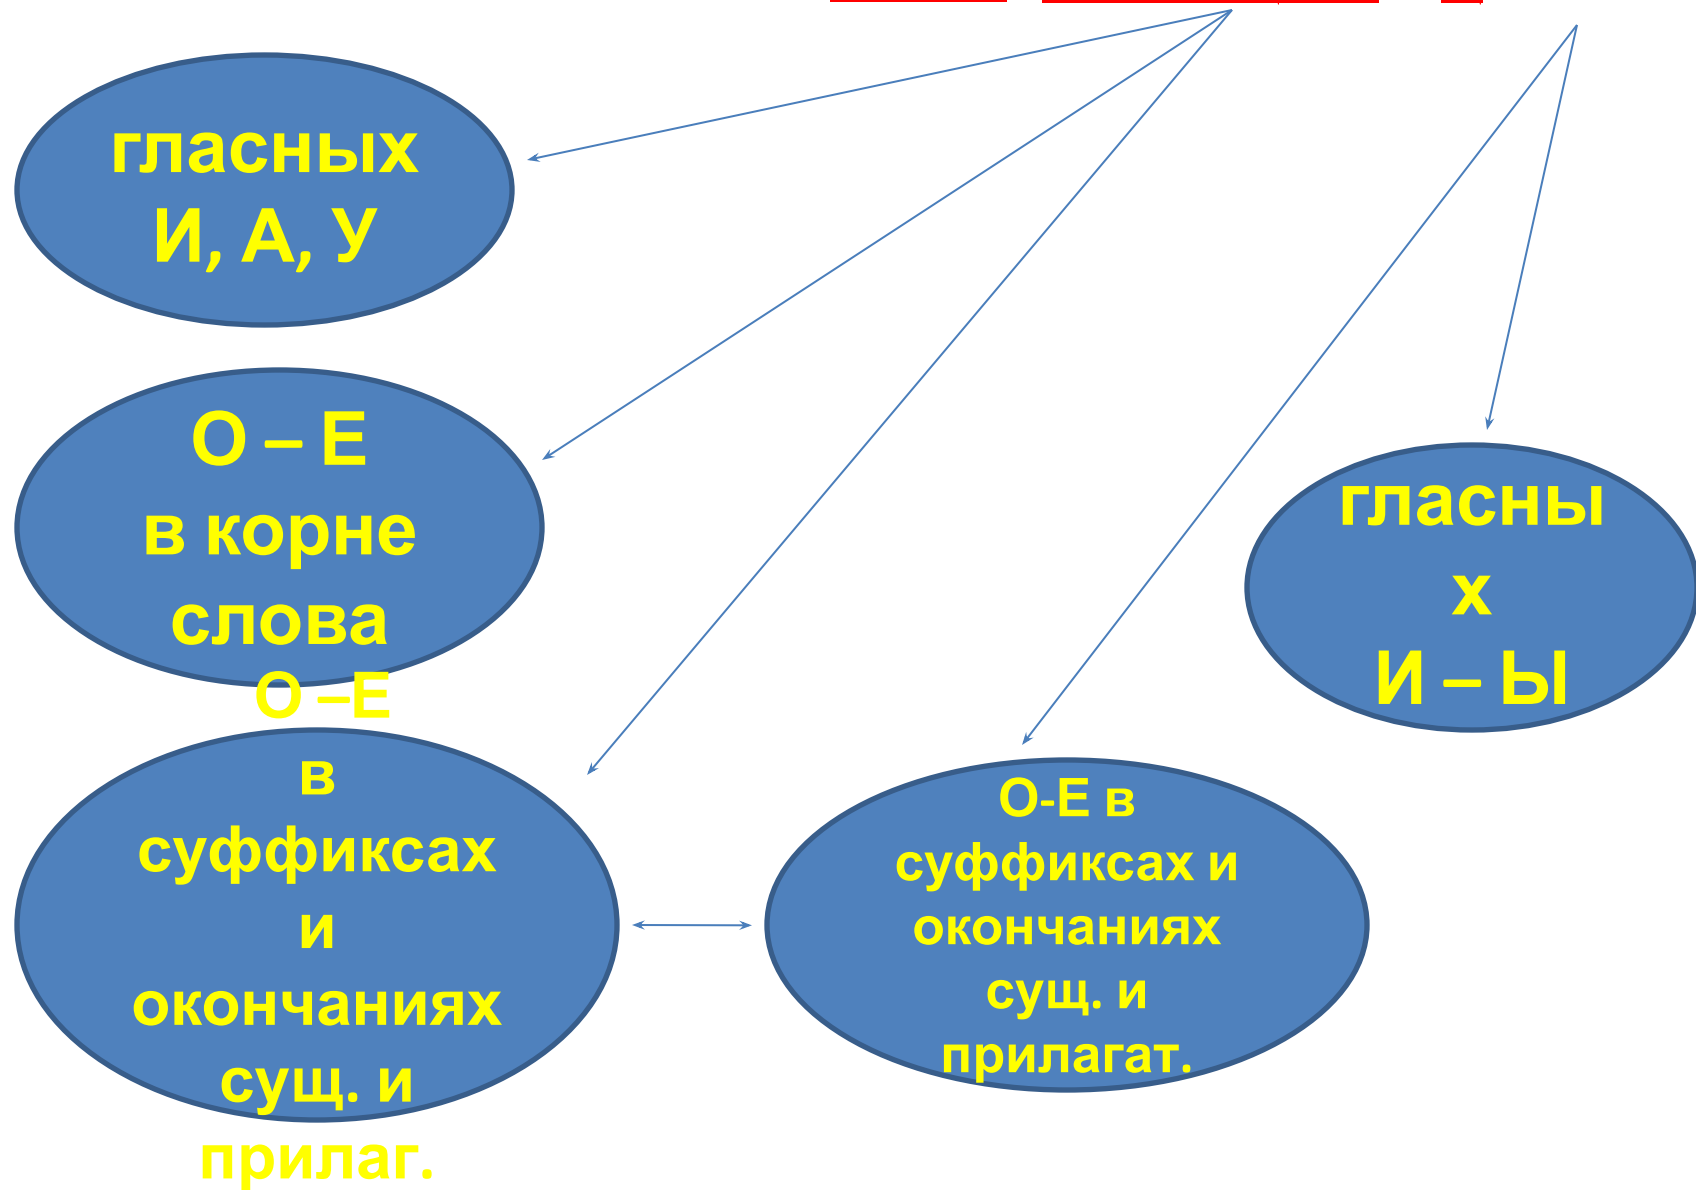 гласных
И, А, У
О – Е
в корне
слова
О –Е
в
суффиксах
и
окончаниях
сущ. и
прилаг.
О-Е в
суффиксах и
окончаниях
сущ. и
прилагат.
гласны
х
И – Ы